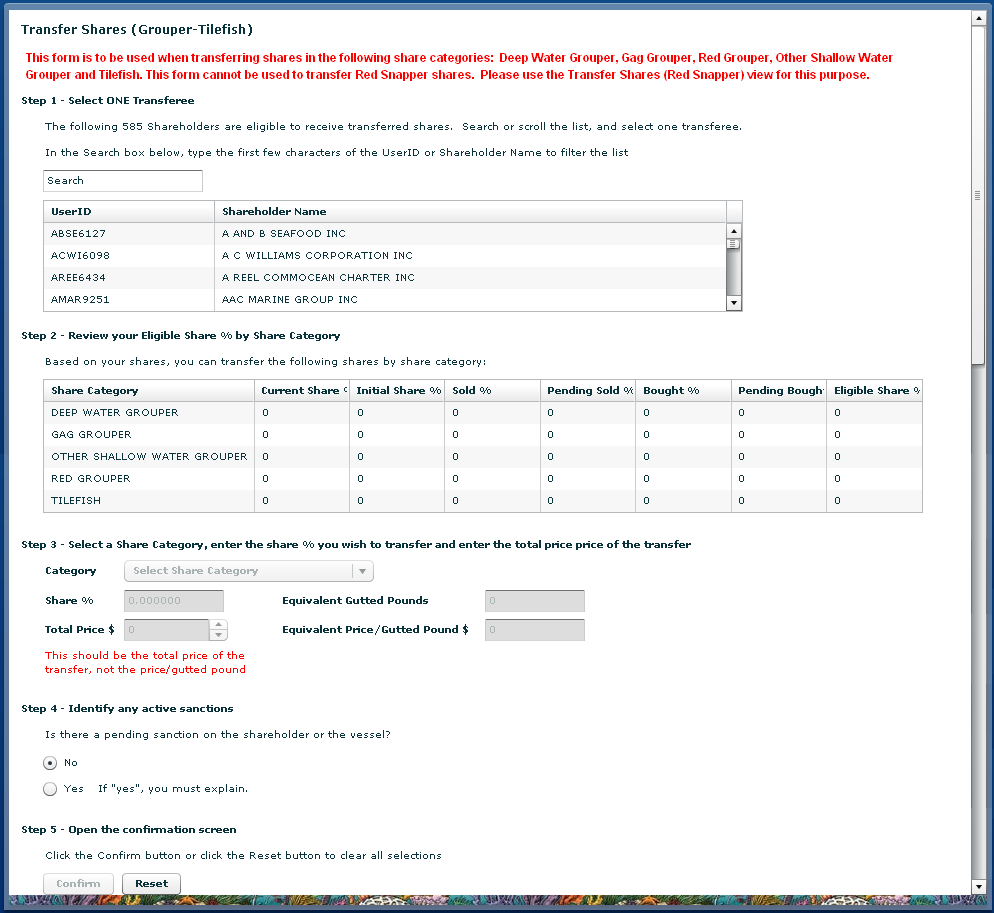 Transfer Shares (Grouper-Tilefish)
This form is to be used when transferring shares in the following share categories:  Deep Water Grouper, Gag Grouper, Red Grouper, Other Shallow Water
Grouper and Tilefish. This form cannot be used to transfer Red Snapper shares.  Please use the Transfer Shares (Red Snapper) view for this purpose.
Step 1 - Select ONE Transferee
The following 585 Shareholders are eligible to receive transferred shares.  Search or scroll the list, and select one transferee.
In the Search box below, type the first few characters of the UserID or Shareholder Name to filter the list
Search
UserID Shareholder Name
ABSE6127 A AND B SEAFOOD INC
ACWI6098 A C WILLIAMS CORPORATION INC
AREE6434 A REEL COMMOCEAN CHARTER INC
AMAR9251 AAC MARINE GROUP INC
Step 2 - Review your Eligible Share % by Share Category
Based on your shares, you can transfer the following shares by share category:
Share Category Current Share Initial Share % Sold % Pending Sold % Bought % Pending Bough Eligible Share %
DEEP WATER GROUPER 0 0 0 0 0 0 0
GAG GROUPER 0 0 0 0 0 0 0
OTHER SHALLOW WATER GROUPER 0 0 0 0 0 0 0
RED GROUPER 0 0 0 0 0 0 0
TILEFISH 0 0 0 0 0 0 0
Step 3 - Select a Share Category, enter the share % you wish to transfer and enter the total price price of the transfer
Category Select Share Category
Share % 0.000000 Equivalent Gutted Pounds 0
Total Price $ 0 Equivalent Price/Gutted Pound $ 0
This should be the total price of the
transfer, not the price/gutted pound
Step 4 - Identify any active sanctions
Is there a pending sanction on the shareholder or the vessel?
No
Yes If "yes", you must explain.
Step 5 - Open the confirmation screen
Click the Confirm button or click the Reset button to clear all selections
Confirm Reset